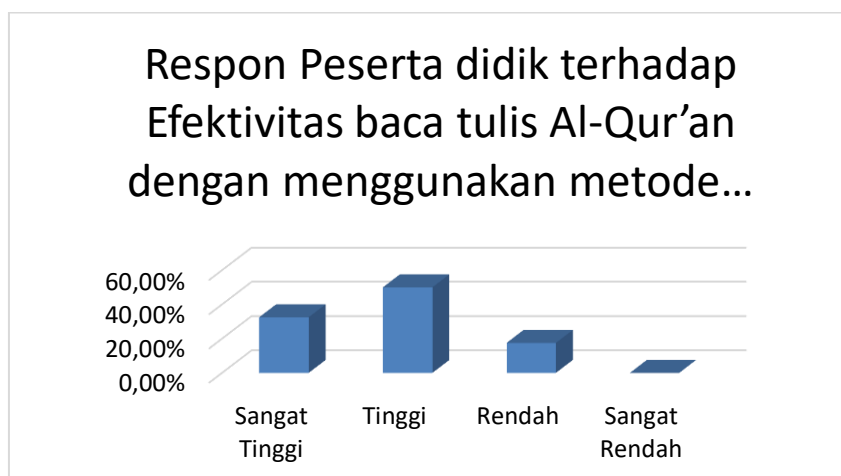 Respon Peserta didik terhadap
Efektivitas baca tulis Al-Qur’an
dengan menggunakan metode…
60,00%
40,00%
20,00%
0,00%
Sangat
Tinggi
Tinggi
Rendah
Sangat
Rendah